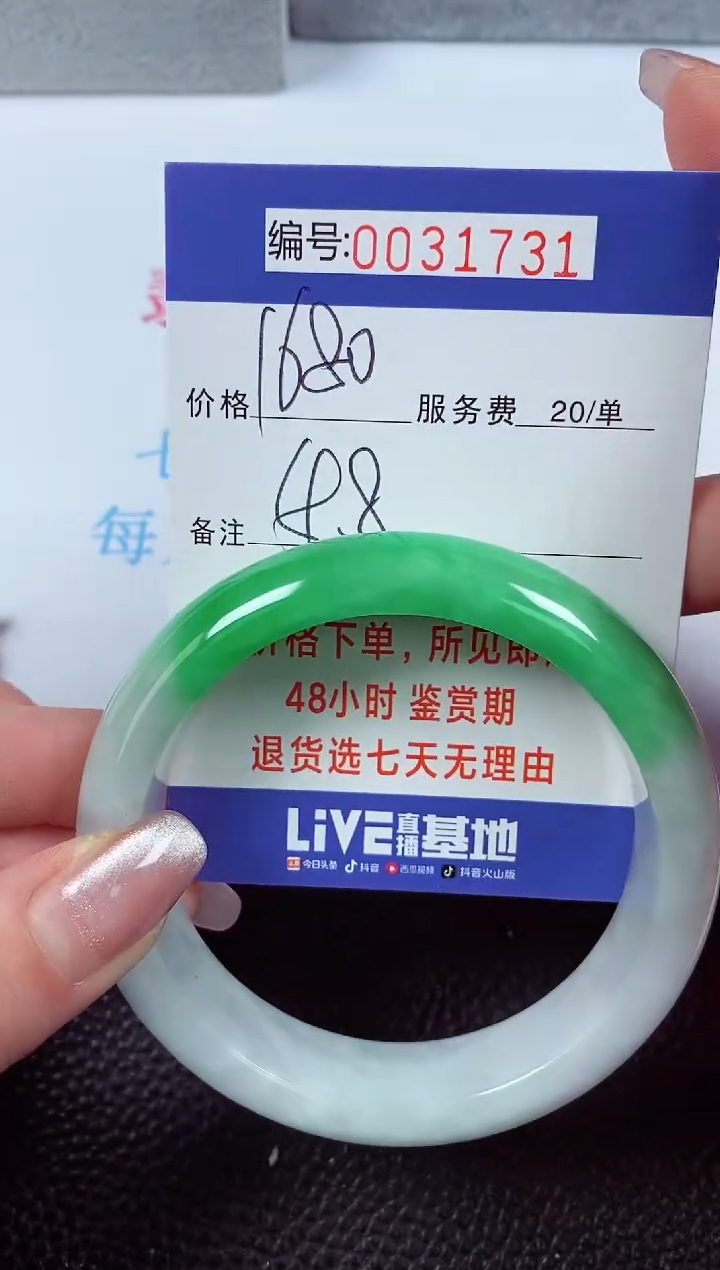 编号:0031731
价格 1680 服务费 20/单
备注 48
格下单,所见即
48小时 鉴赏期
退货选七天无理由
LiVE直播基地
今日头条 抖音 西瓜视频 抖音火山版
每